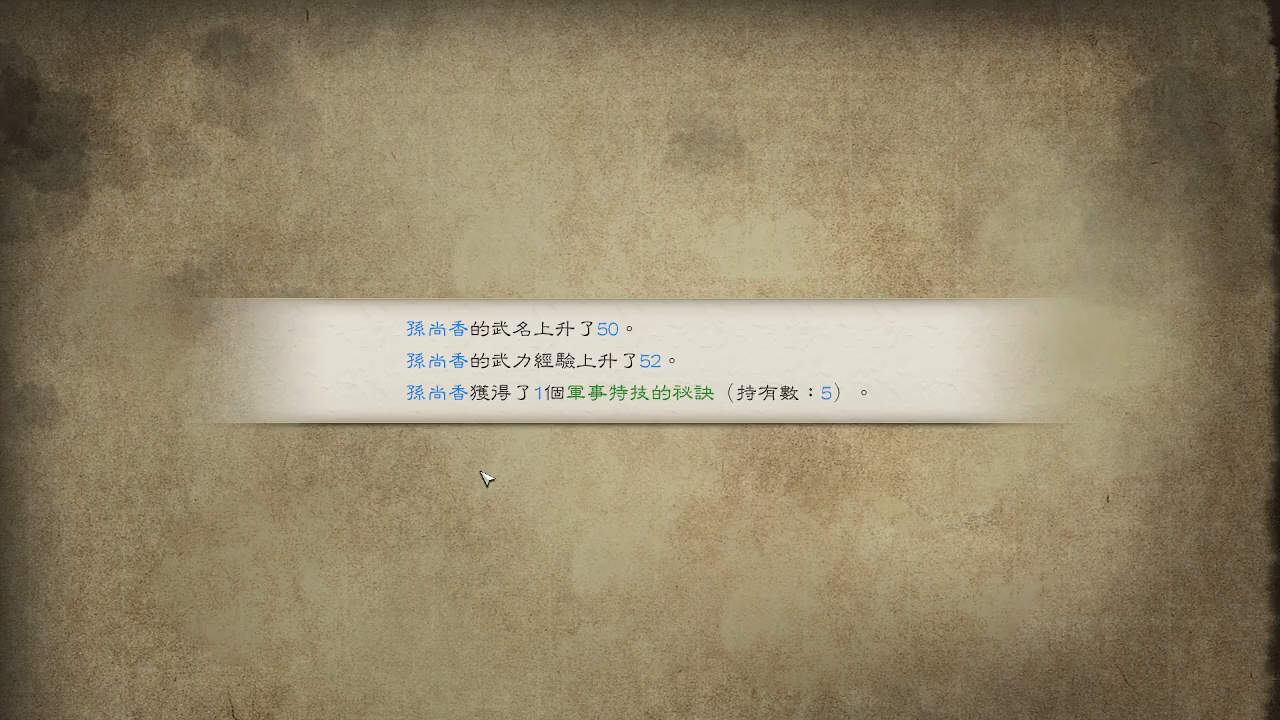 孫尚香的武名上升了50。
孫尚香的武力經驗上升了52。
孫尚香獲得了1個軍事特技的秘訣（持有數：5）。